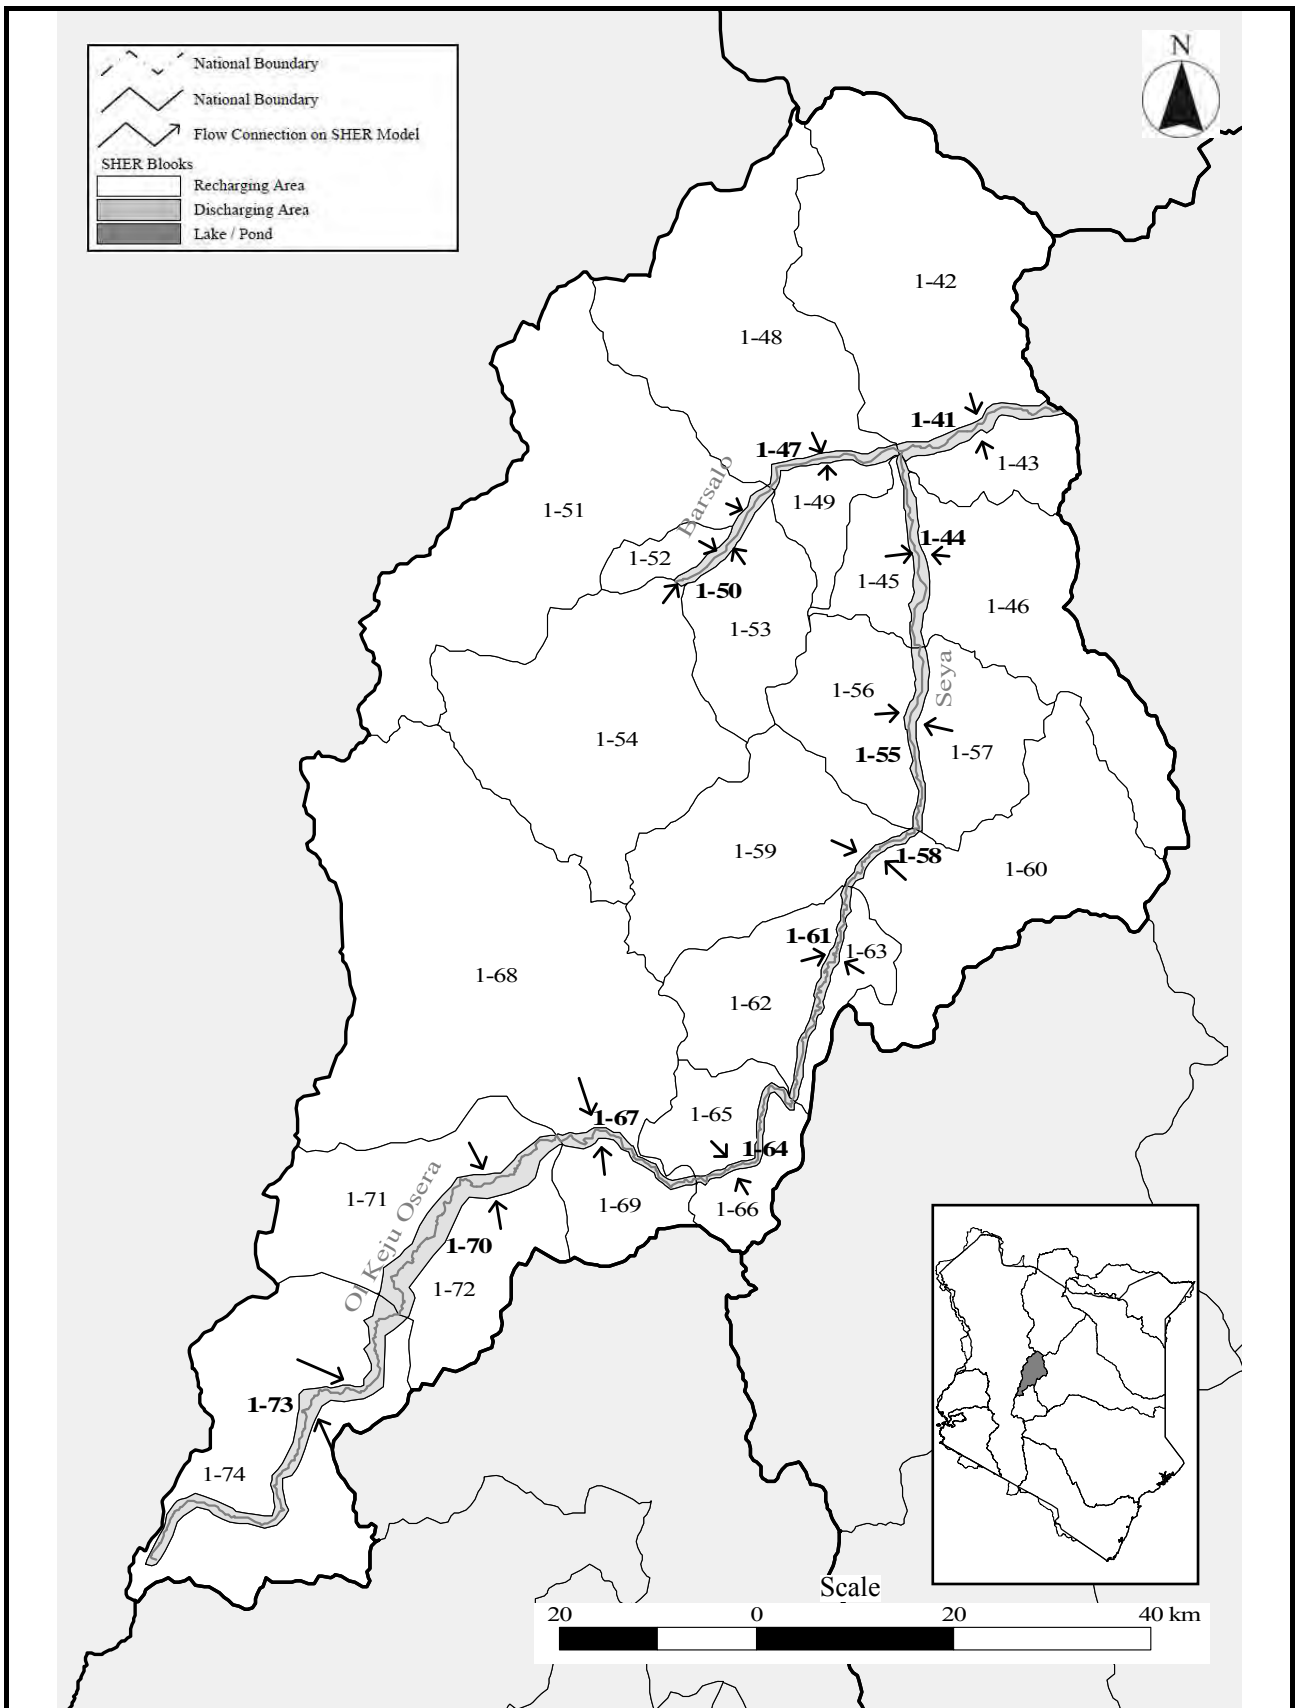 N
National Boundary
National Boundary
Flow Connection on SHER Model
SHER Blooks
Recharging Area
Discharging Area
Lake / Pond
1-42
1-48
1-41
1-47
1-43
Barsalo
1-49
1-51
1-44
1-52
1-45
1-50
1-46
1-53
Seya
1-56
1-54
1-55
1-57
1-59
1-58
1-60
1-61
1-63
1-68
1-62
1-65
1-67
1-64
1-71
1-69
1-66
Ol Keju Osera
1-70
1-72
1-73
1-74
Scale
20 0 20 40 km